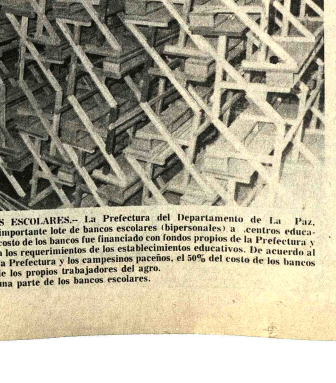 S ESCOLARES.— La Prefectura del Departamento de La Paz,
importante lote de bancos escolares (bipersonales) a .centros educa-
costo de los bancos fue financiado con fondos propios de la Prefectura y
a los requerimientos de los establecimientos educativos. De acuerdo al
a Prefectura y los campesinos paceños, el 50% del costo de los bancos
de los propios trabajadores del agro.
una parte de los bancos escolares.